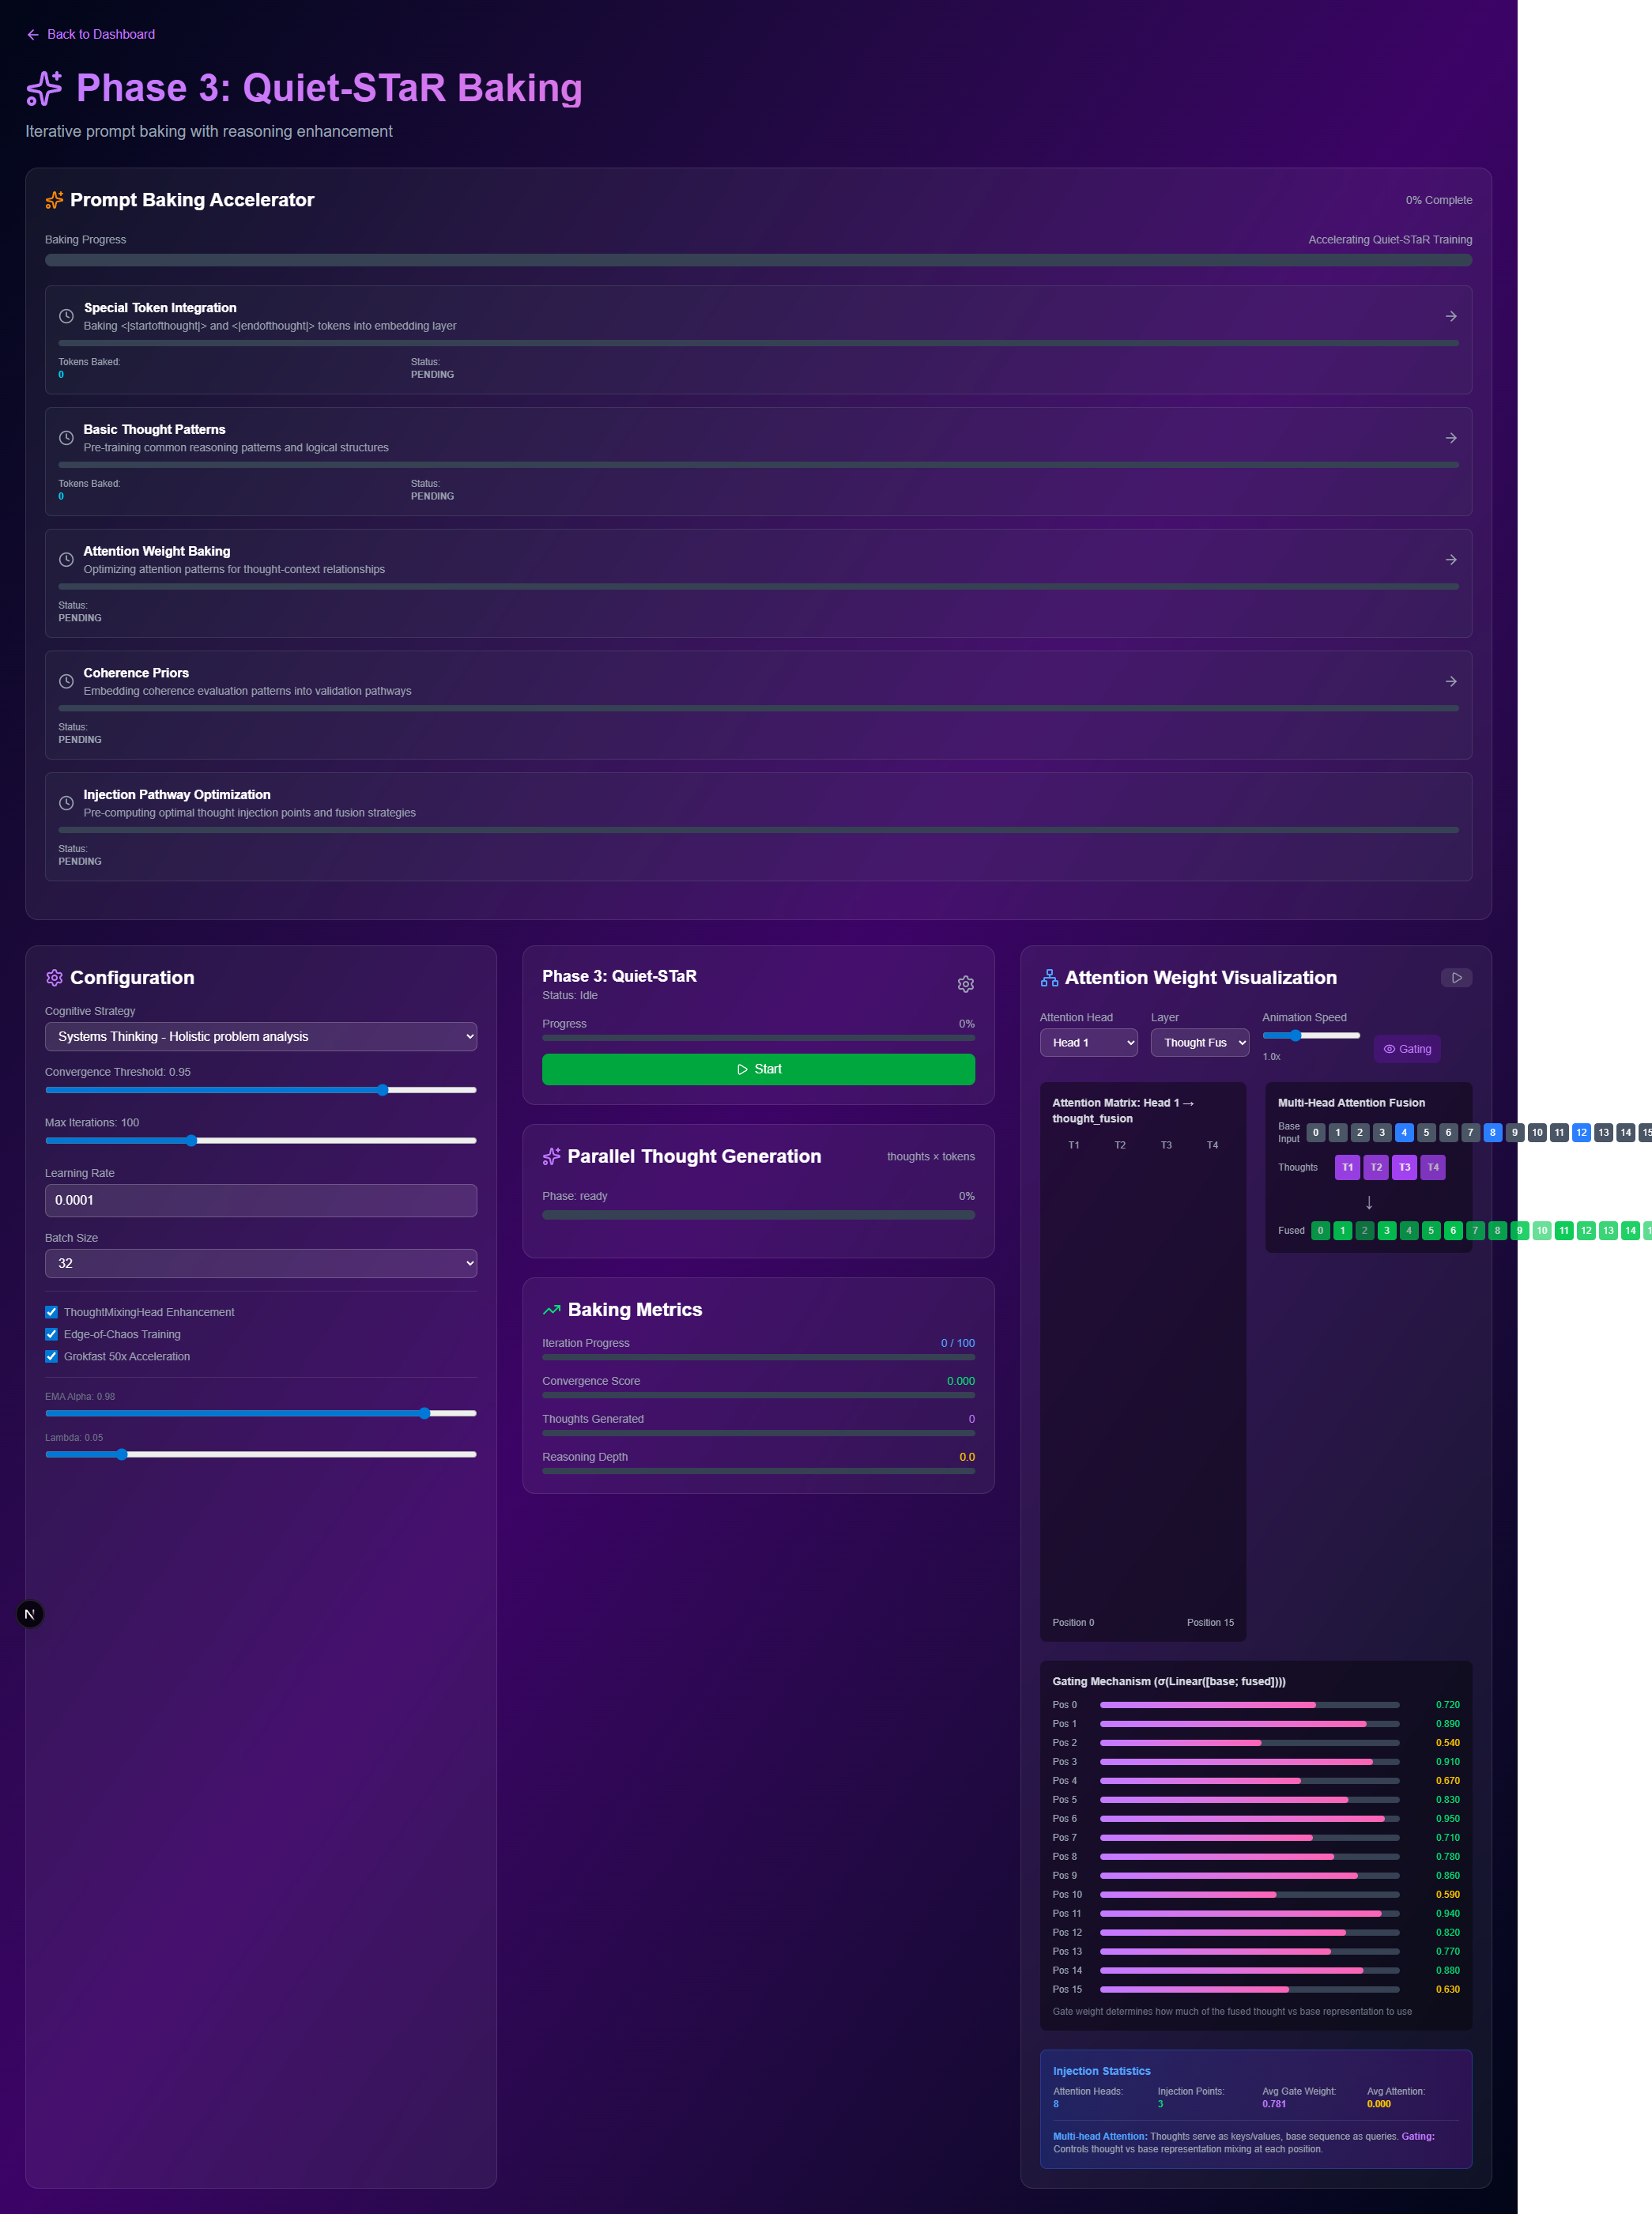 Back to Dashboard
Phase 3: Quiet-STaR Baking
Iterative prompt baking with reasoning enhancement
Prompt Baking Accelerator
0% Complete
Baking Progress
Accelerating Quiet-STaR Training
Special Token Integration
Baking <|startofthought|> and <|endofthought|> tokens into embedding layer
Tokens Baked:
0
Status:
PENDING
Basic Thought Patterns
Pre-training common reasoning patterns and logical structures
Tokens Baked:
0
Status:
PENDING
Attention Weight Baking
Optimizing attention patterns for thought-context relationships
Status:
PENDING
Coherence Priors
Embedding coherence evaluation patterns into validation pathways
Status:
PENDING
Injection Pathway Optimization
Pre-computing optimal thought injection points and fusion strategies
Status:
PENDING
Configuration
Cognitive Strategy
Systems Thinking - Holistic problem analysis
Convergence Threshold: 0.95
Max Iterations: 100
Learning Rate
0.0001
Batch Size
32
ThoughtMixingHead Enhancement
Edge-of-Chaos Training
Grokfast 50x Acceleration
EMA Alpha: 0.98
Lambda: 0.05
N
Phase 3: Quiet-STaR
Status: Idle
Progress
0%
Start
Parallel Thought Generation
thoughts × tokens
Phase: ready
0%
Baking Metrics
Iteration Progress
0 / 100
Convergence Score
0.000
Thoughts Generated
0
Reasoning Depth
0.0
Attention Weight Visualization
Attention Head
Head 1
Layer
Thought Fus
Animation Speed
1.0x
Gating
Attention Matrix: Head 1 →
thought_fusion
T1 T2 T3 T4
Position 0
Position 15
Multi-Head Attention Fusion
Base
Input
0 1 2 3 4 5 6 7 8 9 10 11 12 13 14 15
Thoughts
T1 T2 T3 T4
↓
Fused
0 1 2 3 4 5 6 7 8 9 10 11 12 13 14
Gating Mechanism (σ(Linear([base; fused])))
Pos 0 0.720
Pos 1 0.890
Pos 2 0.540
Pos 3 0.910
Pos 4 0.670
Pos 5 0.830
Pos 6 0.950
Pos 7 0.710
Pos 8 0.780
Pos 9 0.860
Pos 10 0.590
Pos 11 0.940
Pos 12 0.820
Pos 13 0.770
Pos 14 0.880
Pos 15 0.630
Gate weight determines how much of the fused thought vs base representation to use
Injection Statistics
Attention Heads:
8
Injection Points:
3
Avg Gate Weight:
0.781
Avg Attention:
0.000
Multi-head Attention: Thoughts serve as keys/values, base sequence as queries. Gating:
Controls thought vs base representation mixing at each position.